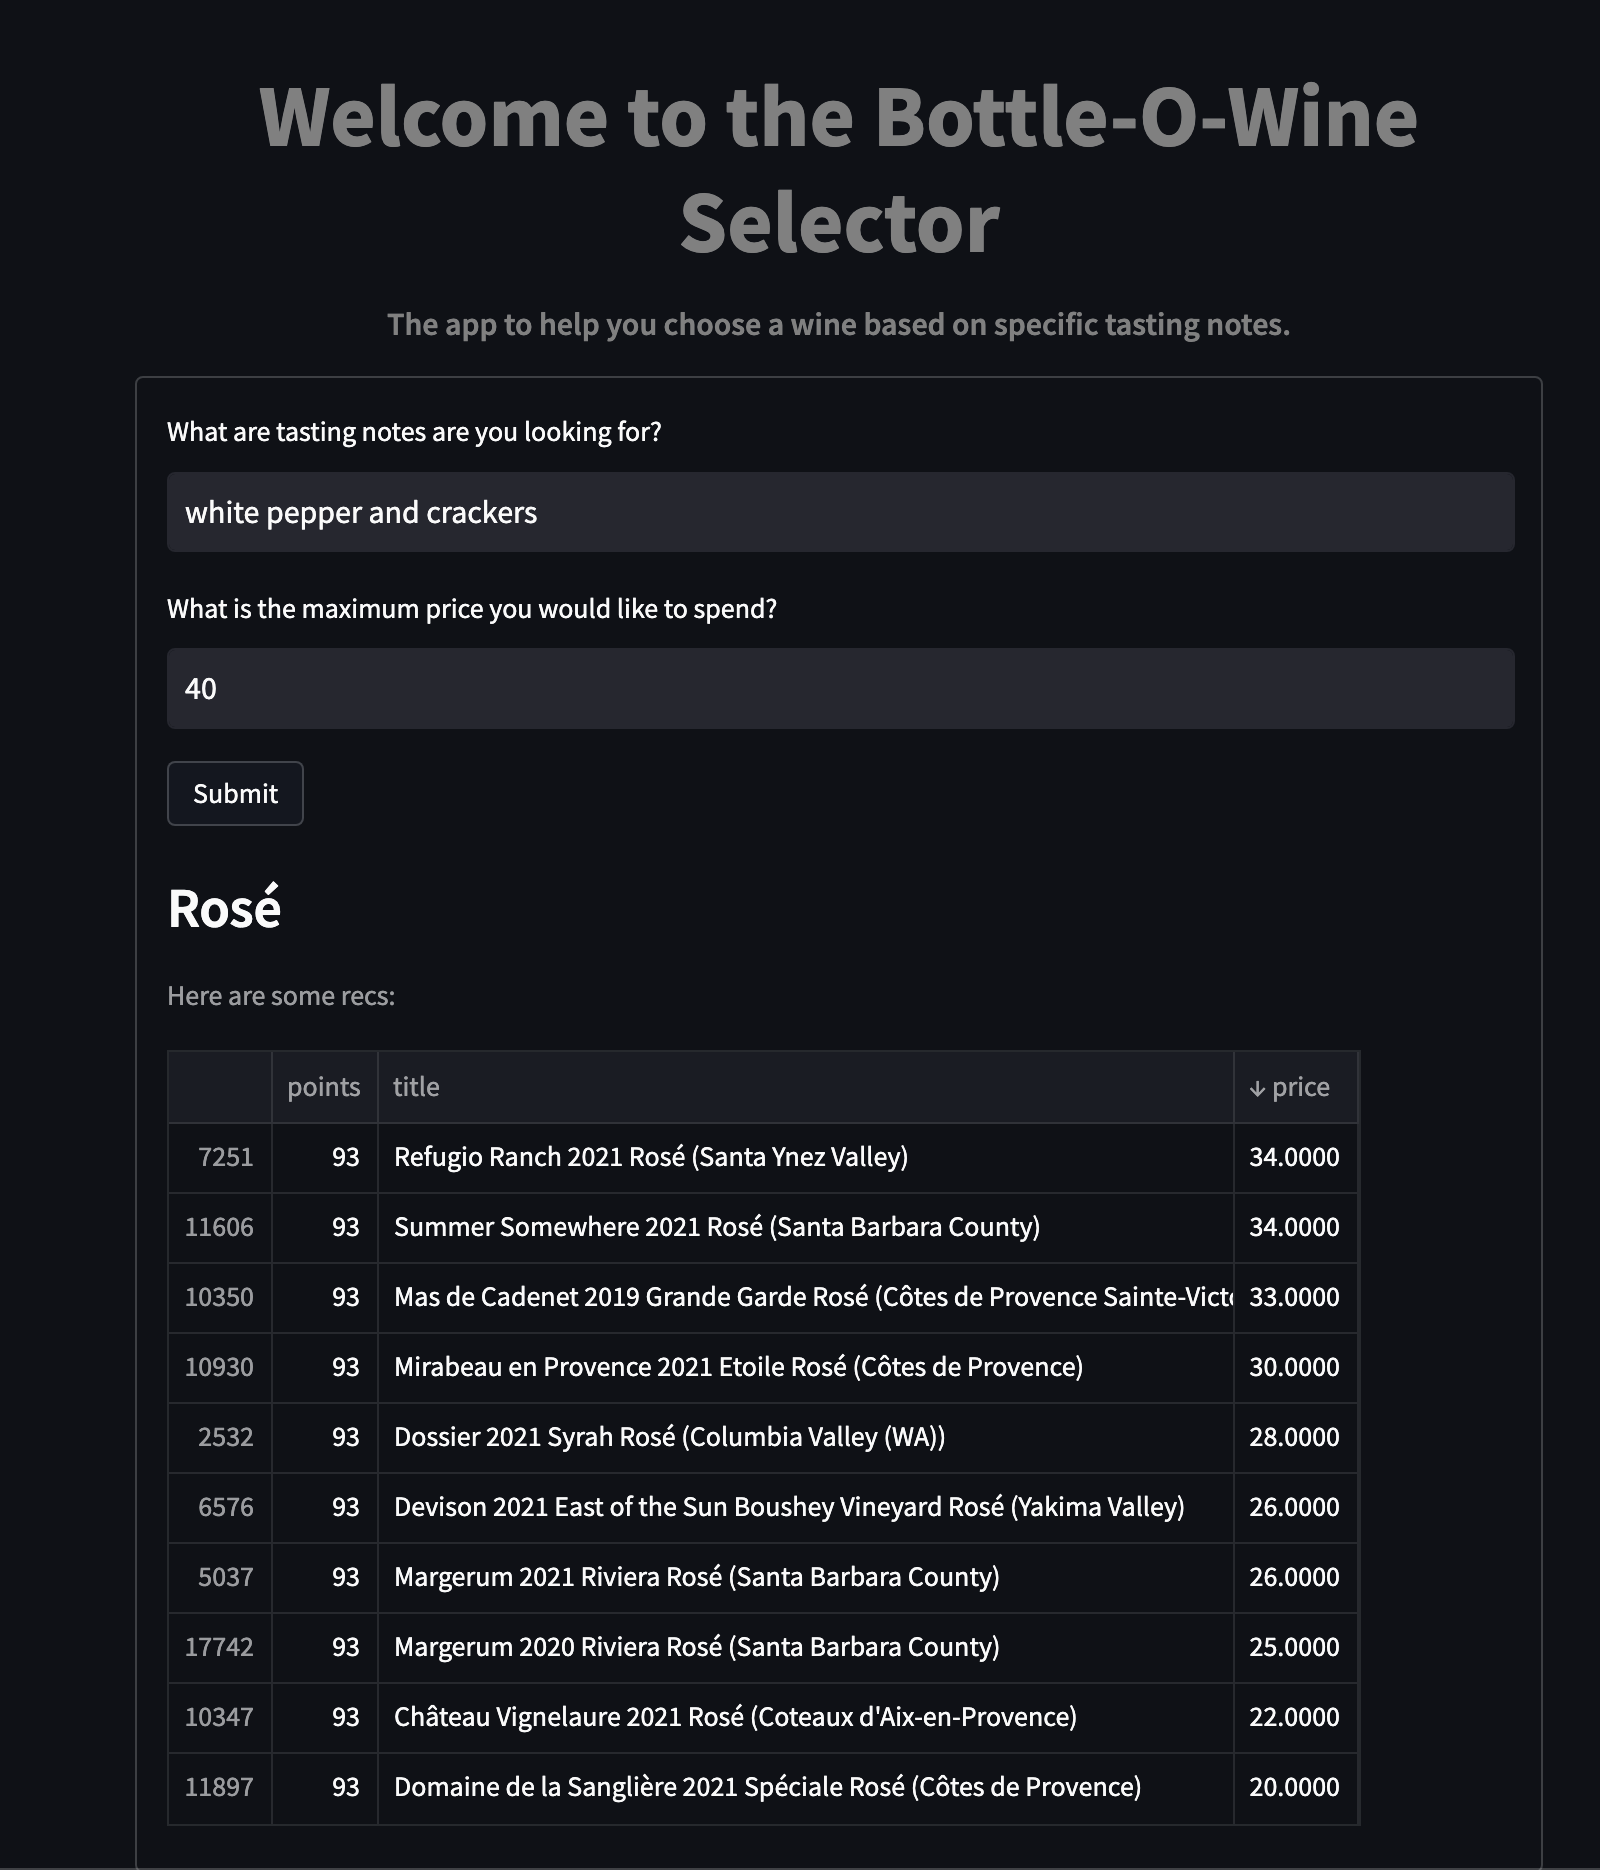 Welcome to the Bottle-O-Wine
Selector
The app to help you choose a wine based on specific tasting notes.
What are tasting notes are you looking for?
white pepper and crackers
What is the maximum price you would like to spend?
40
Submit
Rosé
Here are some recs:
points title ↓ price
7251 93 Refugio Ranch 2021 Rosé (Santa Ynez Valley) 34.0000
11606 93 Summer Somewhere 2021 Rosé (Santa Barbara County) 34.0000
10350 93 Mas de Cadenet 2019 Grande Garde Rosé (Côtes de Provence Sainte-Victo 33.0000
10930 93 Mirabeau en Provence 2021 Etoile Rosé (Côtes de Provence) 30.0000
2532 93 Dossier 2021 Syrah Rosé (Columbia Valley (WA)) 28.0000
6576 93 Devison 2021 East of the Sun Boushey Vineyard Rosé (Yakima Valley) 26.0000
5037 93 Margerum 2021 Riviera Rosé (Santa Barbara County) 26.0000
17742 93 Margerum 2020 Riviera Rosé (Santa Barbara County) 25.0000
10347 93 Château Vignelaure 2021 Rosé (Coteaux d'Aix-en-Provence) 22.0000
11897 93 Domaine de la Sanglière 2021 Spéciale Rosé (Côtes de Provence) 20.0000